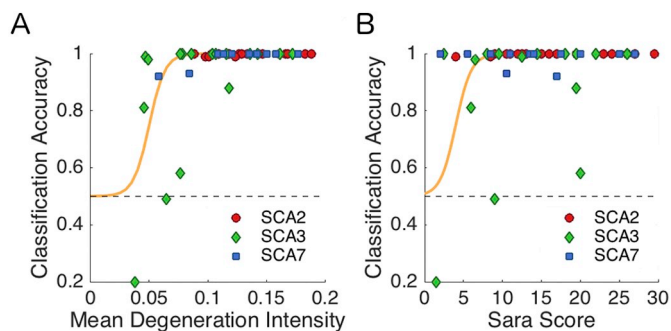 A
Classification Accuracy
1
0.8
0.6
0.4
0.2
0
0.05
0.1
0.15
0.2
Mean Degeneration Intensity
SCA2
SCA3
SCA7
B
Classification Accuracy
1
0.8
0.6
0.4
0.2
0
5
10
15
20
25
30
Sara Score
SCA2
SCA3
SCA7